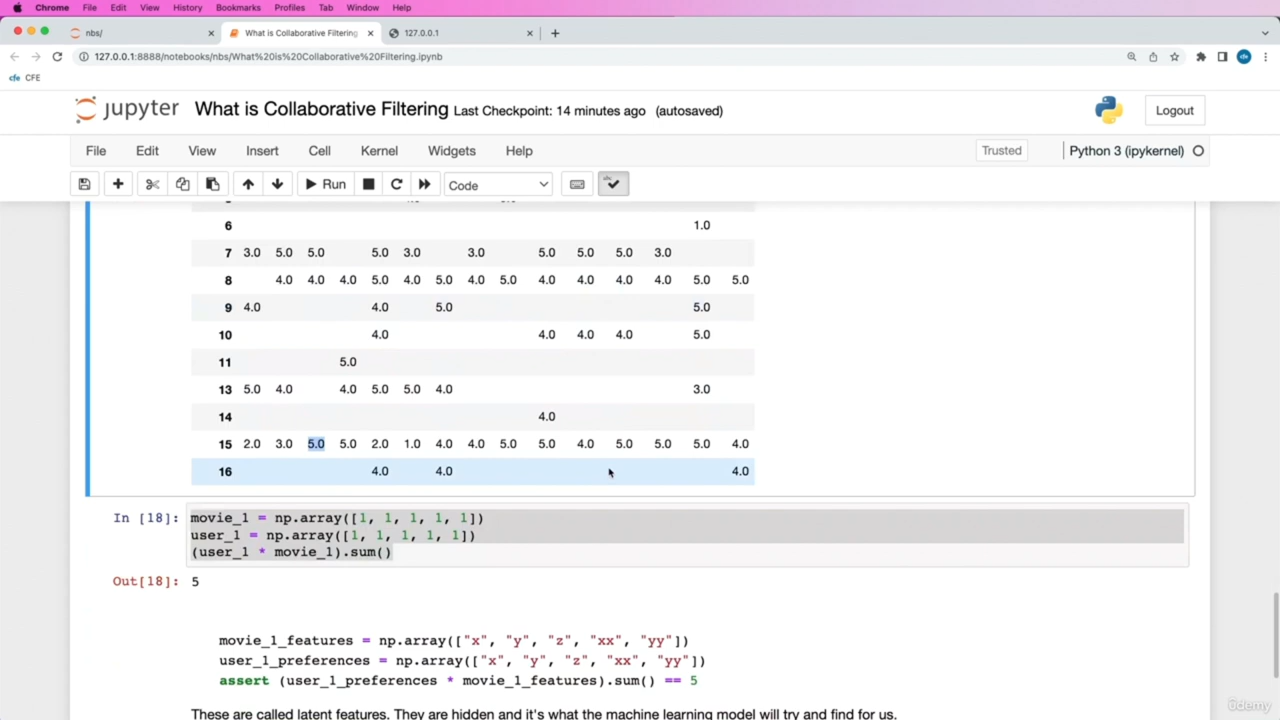 Chrome File Edit View History Bookmarks Profiles Tab Window Help
nbs/ What is Collaborative Filtering 127.0.0.1
127.0.0.1:8888/notebooks/nbs/What%20is%20Collaborative%20Filtering.ipynb
cfe CFE
jupyter What is Collaborative Filtering Last Checkpoint: 14 minutes ago (autosaved) Logout
File Edit View Insert Cell Kernel Widgets Help Trusted Python 3 (ipykernel)
Run Code
6 1.0
7 3.0 5.0 5.0 5.0 3.0 3.0 5.0 5.0 5.0 3.0
8 4.0 4.0 4.0 5.0 4.0 5.0 4.0 5.0 4.0 4.0 4.0 4.0 5.0 5.0
9 4.0 4.0 5.0 5.0
10 4.0 4.0 4.0 4.0 5.0
11 5.0
13 5.0 4.0 4.0 5.0 5.0 4.0 3.0
14 4.0
15 2.0 3.0 5.0 5.0 2.0 1.0 4.0 4.0 5.0 5.0 4.0 5.0 5.0 5.0 4.0
16 4.0 4.0 4.0
In [18]: movie_1 = np.array([1, 1, 1, 1, 1])
user_1 = np.array([1, 1, 1, 1, 1])
(user_1 * movie_1).sum()
Out[18]: 5
movie_1_features = np.array(["x", "y", "z", "xx", "yy"])
user_1_preferences = np.array(["x", "y", "z", "xx", "yy"])
assert (user_1_preferences * movie_1_features).sum() == 5
These are called latent features. They are hidden and it's what the machine learning model will try and find for us.
ûdemy